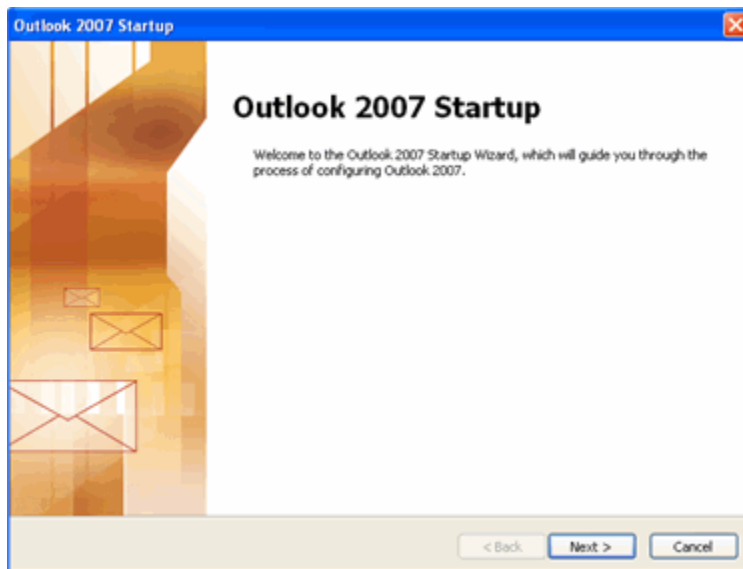 Outlook 2007 Startup
Outlook 2007 Startup
Welcome to the Outlook 2007 Startup Wizard, which will guide you through the
process of configuring Outlook 2007.
< Back Next > Cancel